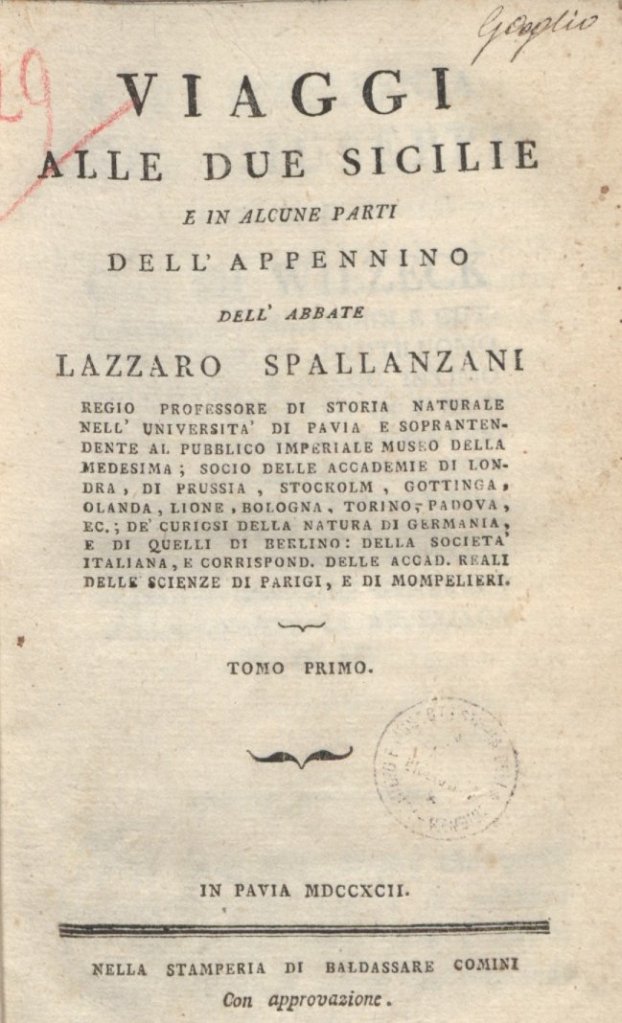 VIAGGI
ALLE DUE SICILIE
E IN ALCUNE PARTI
DELL' APPENNINO
DELL' ABBATE
LAZZARO SPALLANZANI
REGIO PROFESSORE DI STORIA NATURALE
NELL' UNIVERSITA' DI PAVIA E SOPRANTEN-
DENTE AL PUBBLICO IMPERIALE MUSEO DELLA
MEDESIMA; SOCIO DELLE ACCADEMIE DI LON-
DRA, DI PRUSSIA, STOCKOLM, GOTTINGA,
OLANDA, LIONE, BOLOGNA, TORINO, PADOVA,
EC.; DE' CURIOSI DELLA NATURA DI GERMANIA,
E DI QUELLI DI BERLINO: DELLA SOCIETA'
ITALIANA, E CORRISPOND. DELLE ACCAD. REALI
DELLE SCIENZE DI PARIGI, E DI MOMPELIERI.
TOMO PRIMO.
IN PAVIA MDCCXCII.
NELLA STAMPERIA DI BALDASSARE COMINI
Con approvazione.